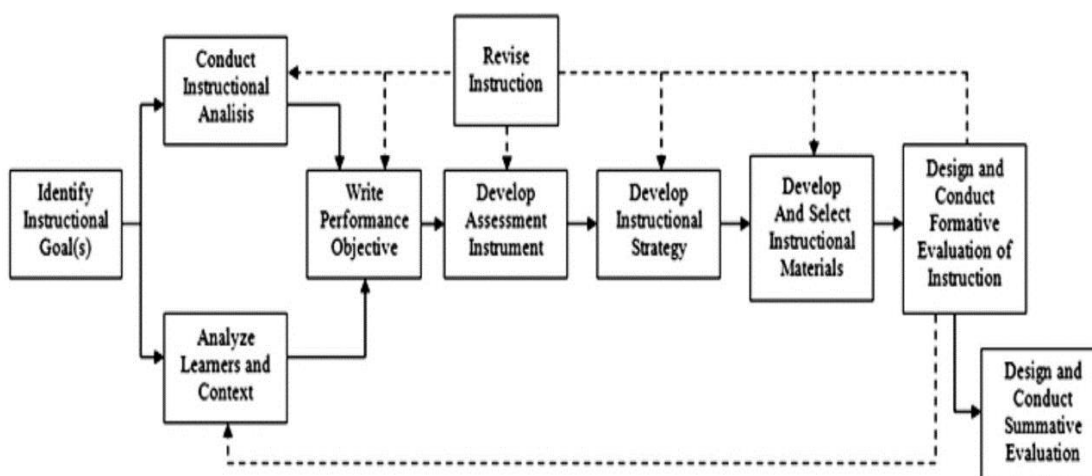 Conduct
Instructional
Analisis
Revise
Instruction
Identify
Instructional
Goal(s)
Write
Performance
Objective
Develop
Assessment
Instrument
Develop
Instructional
Strategy
Develop
And Select
Instructional
Materials
Design and
Conduct
Formative
Evaluation of
Instruction
Analyze
Learners and
Context
Design and
Conduct
Summative
Evaluation